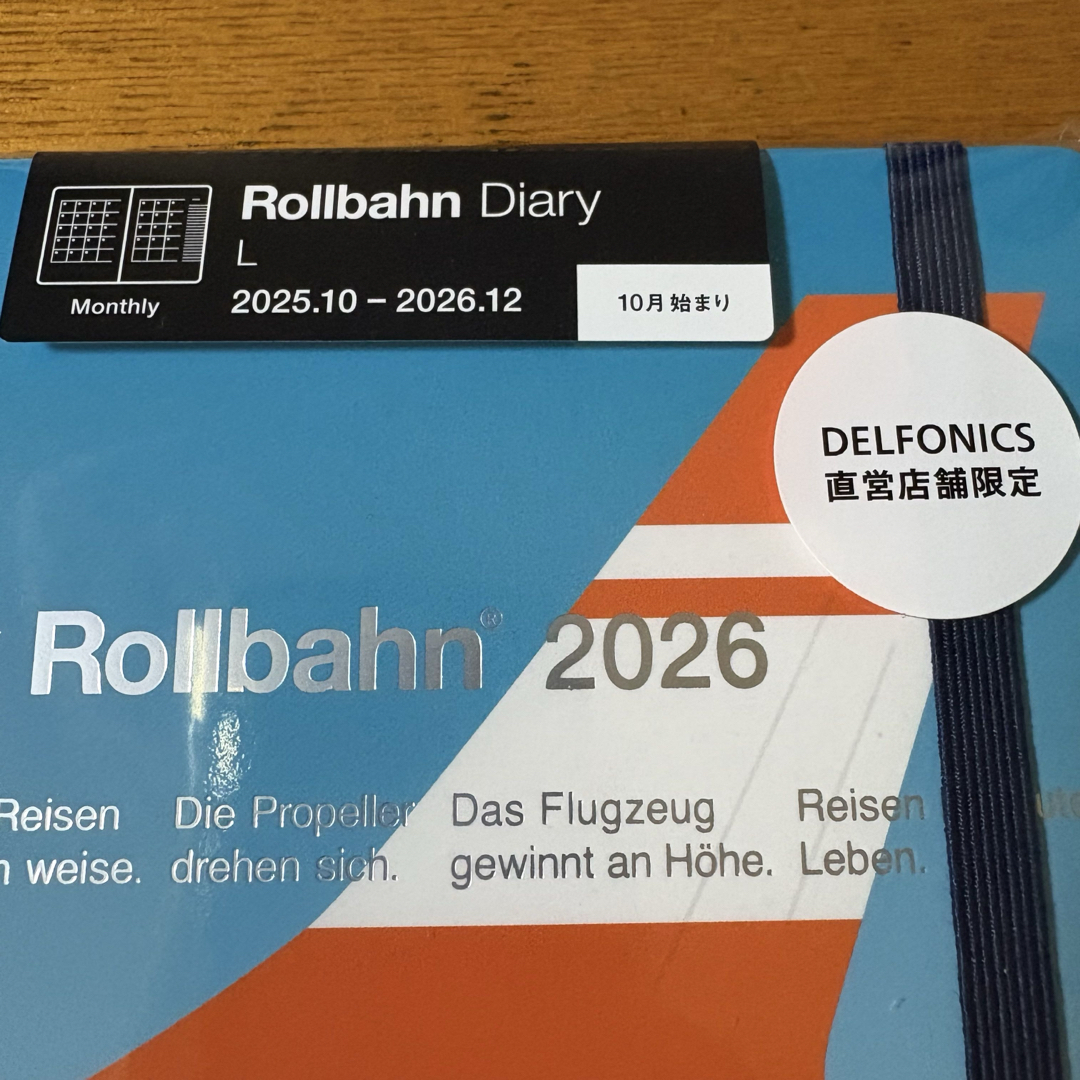 Rollbahn Diary
L
Monthly
2025.10 – 2026.12
10月始まり
DELFONICS
直営店舗限定
Rollbahn® 2026
Reisen
weise.
Die Propeller
drehen sich.
Das Flugzeug
gewinnt an Höhe.
Reisen
Leben.